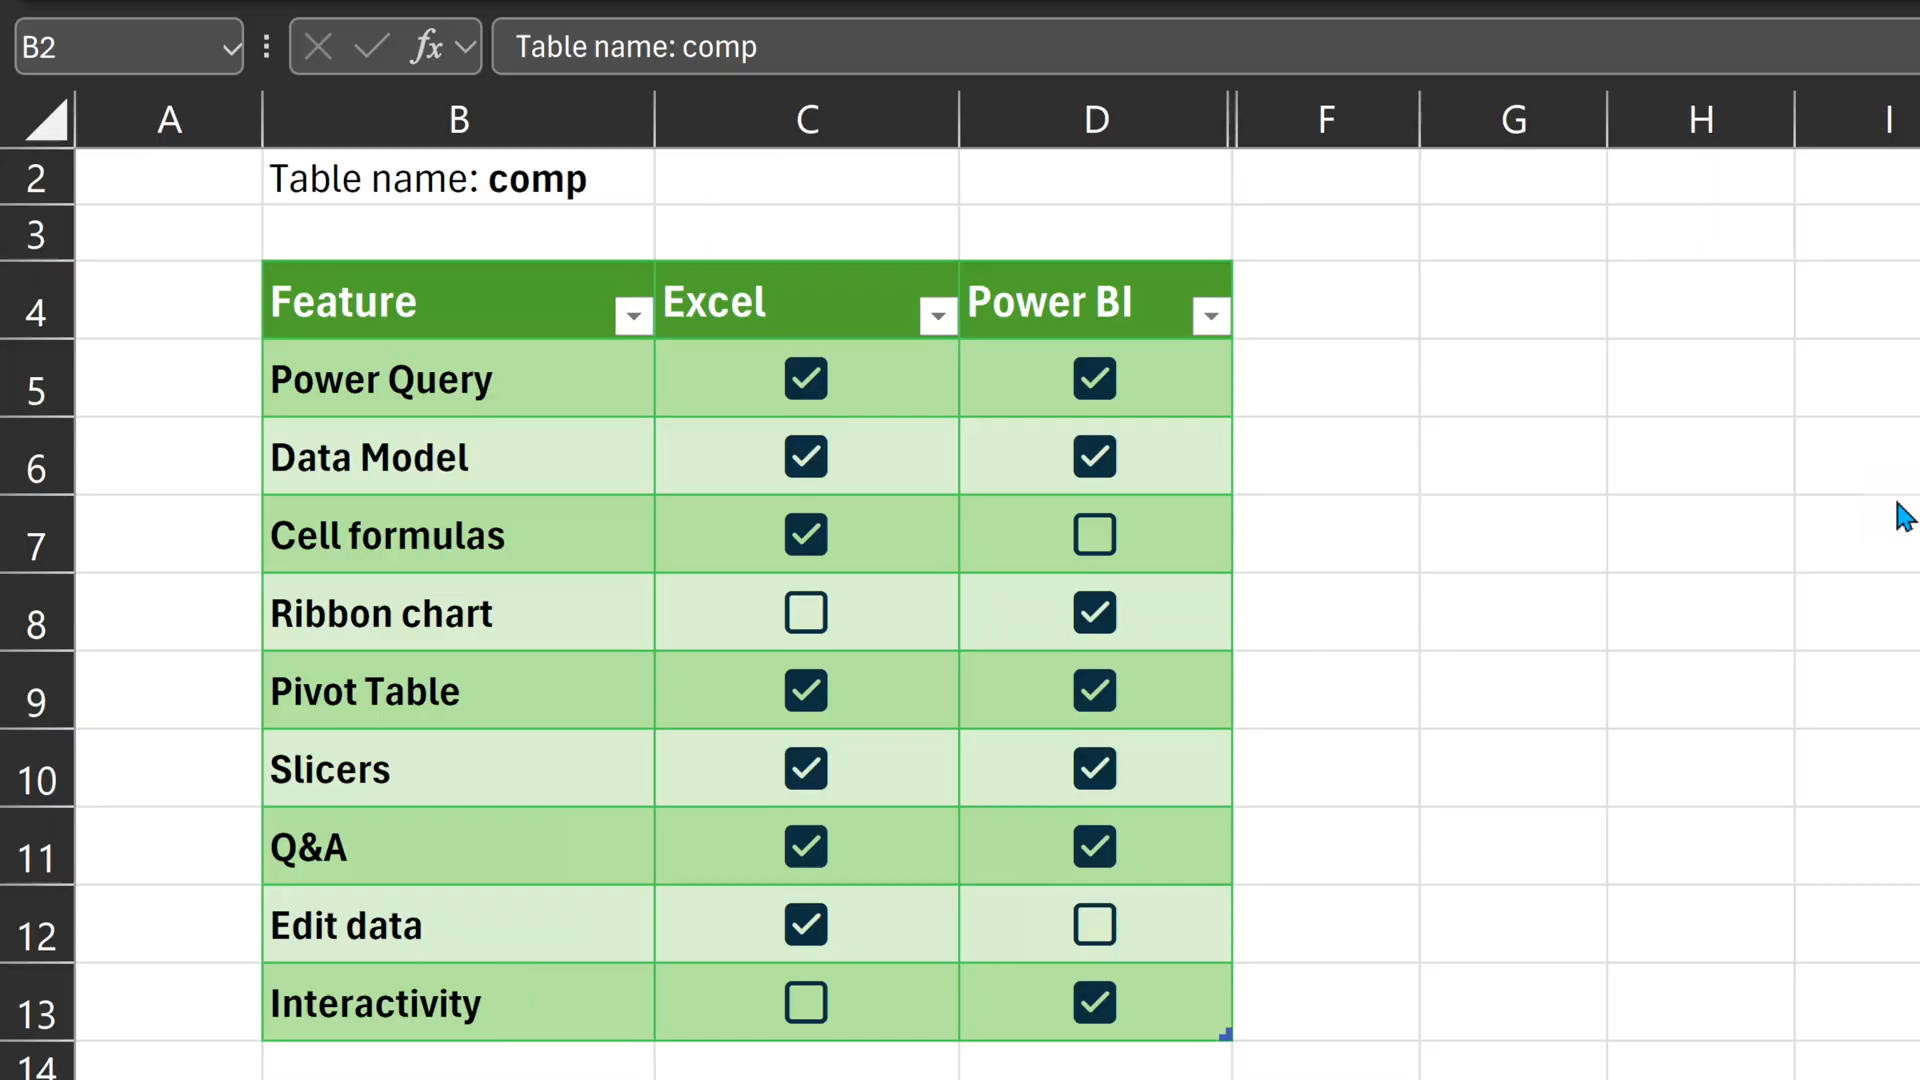 B2 fx Table name: comp
A B C D F G H I
2 Table name: comp
3
4 Feature Excel Power BI
5 Power Query
6 Data Model
7 Cell formulas
8 Ribbon chart
9 Pivot Table
10 Slicers
11 Q&A
12 Edit data
13 Interactivity
14